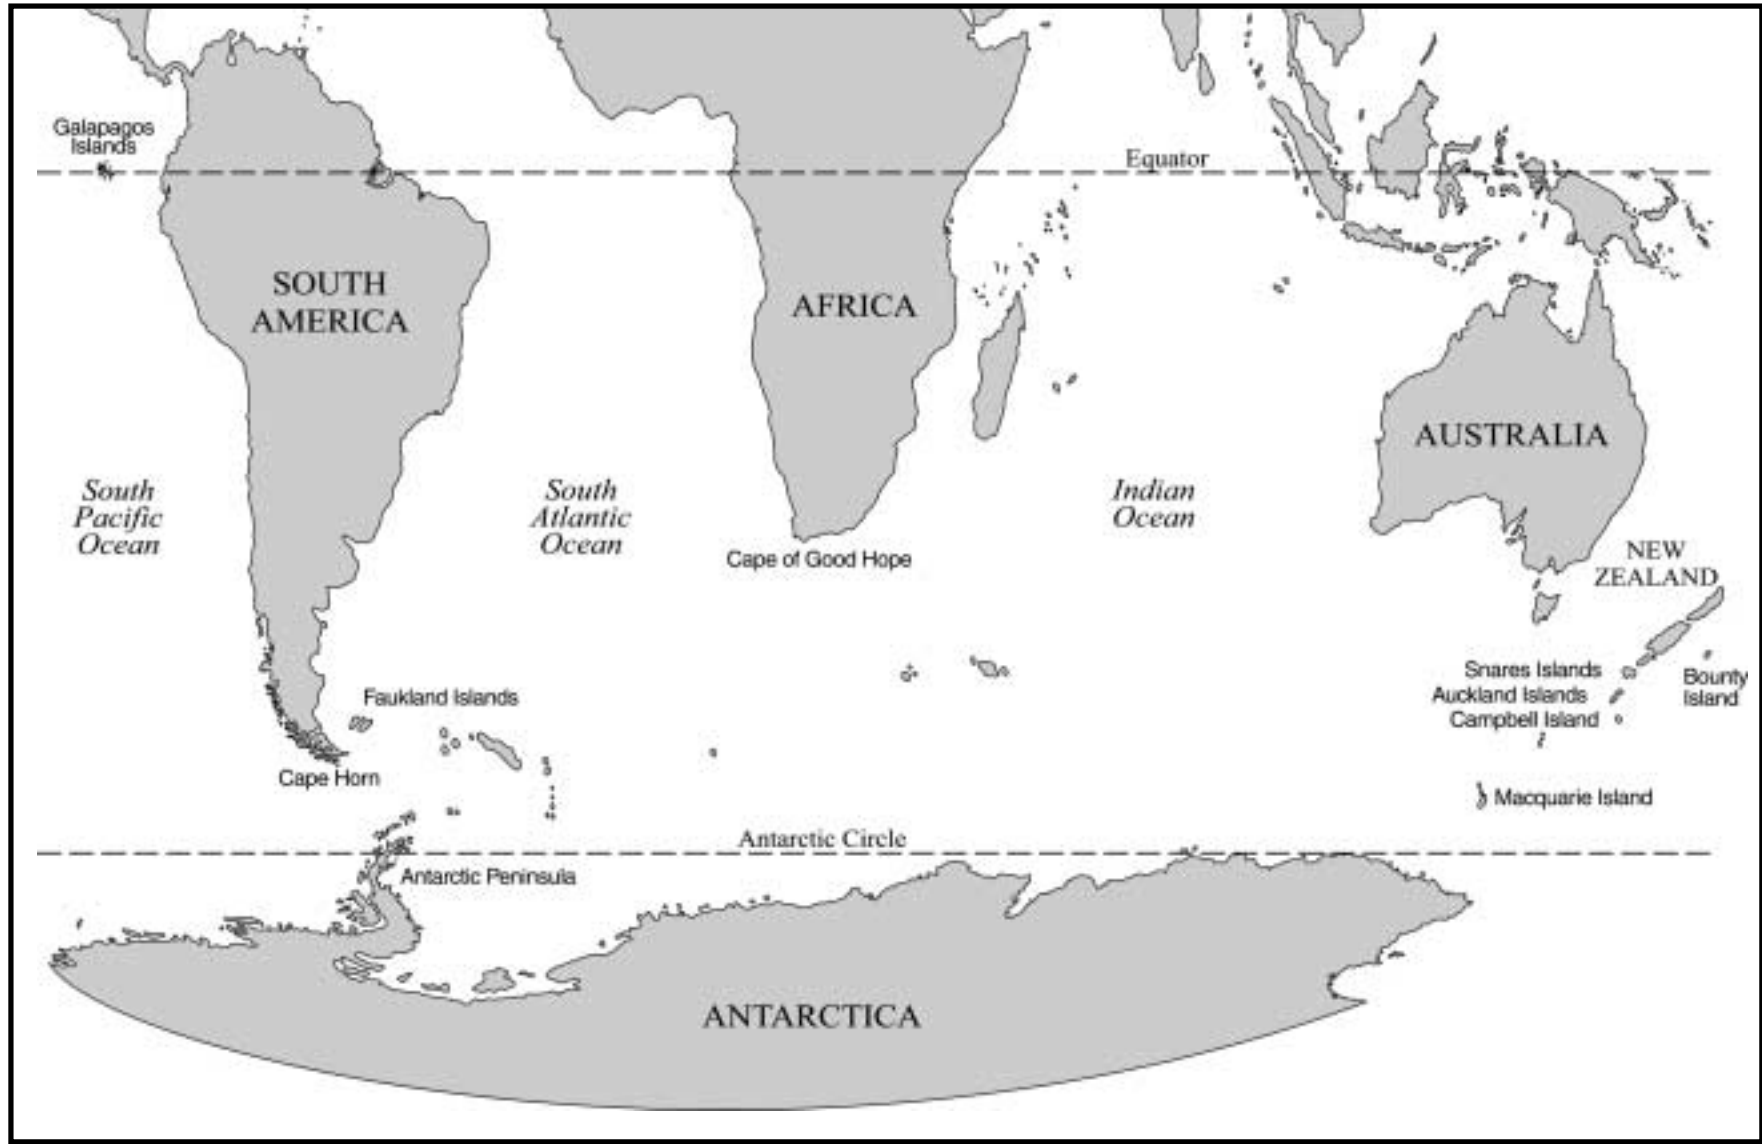 Galapagos
Islands
Equator
SOUTH
AMERICA
AFRICA
AUSTRALIA
South
Pacific
Ocean
South
Atlantic
Ocean
Indian
Ocean
Cape of Good Hope
NEW
ZEALAND
Snares Islands
Auckland Islands
Campbell Island
Bounty
Island
Faukland Islands
Cape Horn
Macquarie Island
Antarctic Circle
Antarctic Peninsula
ANTARCTICA